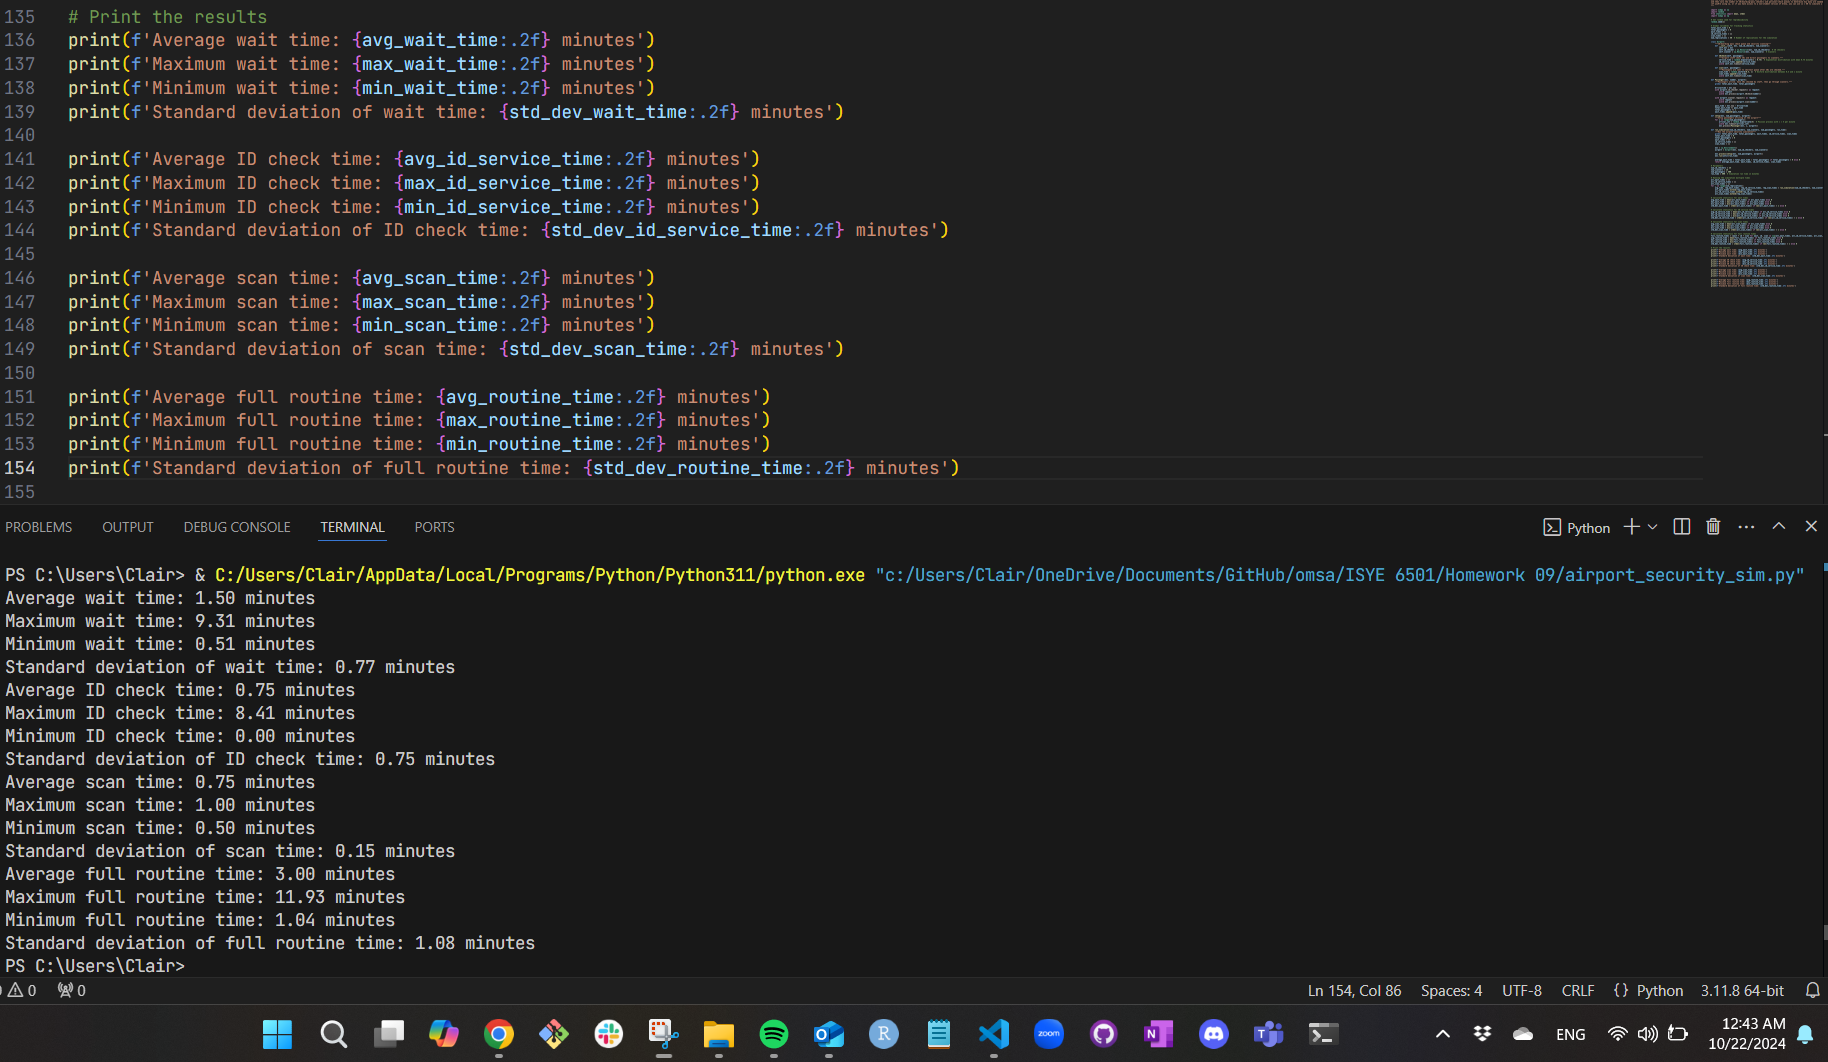 135 # Print the results
136 print(f'Average wait time: {avg_wait_time:.2f} minutes')
137 print(f'Maximum wait time: {max_wait_time:.2f} minutes')
138 print(f'Minimum wait time: {min_wait_time:.2f} minutes')
139 print(f'Standard deviation of wait time: {std_dev_wait_time:.2f} minutes')
140
141 print(f'Average ID check time: {avg_id_service_time:.2f} minutes')
142 print(f'Maximum ID check time: {max_id_service_time:.2f} minutes')
143 print(f'Minimum ID check time: {min_id_service_time:.2f} minutes')
144 print(f'Standard deviation of ID check time: {std_dev_id_service_time:.2f} minutes')
145
146 print(f'Average scan time: {avg_scan_time:.2f} minutes')
147 print(f'Maximum scan time: {max_scan_time:.2f} minutes')
148 print(f'Minimum scan time: {min_scan_time:.2f} minutes')
149 print(f'Standard deviation of scan time: {std_dev_scan_time:.2f} minutes')
150
151 print(f'Average full routine time: {avg_routine_time:.2f} minutes')
152 print(f'Maximum full routine time: {max_routine_time:.2f} minutes')
153 print(f'Minimum full routine time: {min_routine_time:.2f} minutes')
154 print(f'Standard deviation of full routine time: {std_dev_routine_time:.2f} minutes')
155
PROBLEMS OUTPUT DEBUG CONSOLE TERMINAL PORTS Python
PS C:\Users\Clair> & C:/Users/Clair/AppData/Local/Programs/Python/Python311/python.exe "c:/Users/Clair/OneDrive/Documents/GitHub/omsa/ISYE 6501/Homework 09/airport_security_sim.py"
Average wait time: 1.50 minutes
Maximum wait time: 9.31 minutes
Minimum wait time: 0.51 minutes
Standard deviation of wait time: 0.77 minutes
Average ID check time: 0.75 minutes
Maximum ID check time: 8.41 minutes
Minimum ID check time: 0.00 minutes
Standard deviation of ID check time: 0.75 minutes
Average scan time: 0.75 minutes
Maximum scan time: 1.00 minutes
Minimum scan time: 0.50 minutes
Standard deviation of scan time: 0.15 minutes
Average full routine time: 3.00 minutes
Maximum full routine time: 11.93 minutes
Minimum full routine time: 1.04 minutes
Standard deviation of full routine time: 1.08 minutes
PS C:\Users\Clair>
0 0 Ln 154, Col 86 Spaces: 4 UTF-8 CRLF {} Python 3.11.8 64-bit
R zoom N T ENG 12:43 AM
10/22/2024